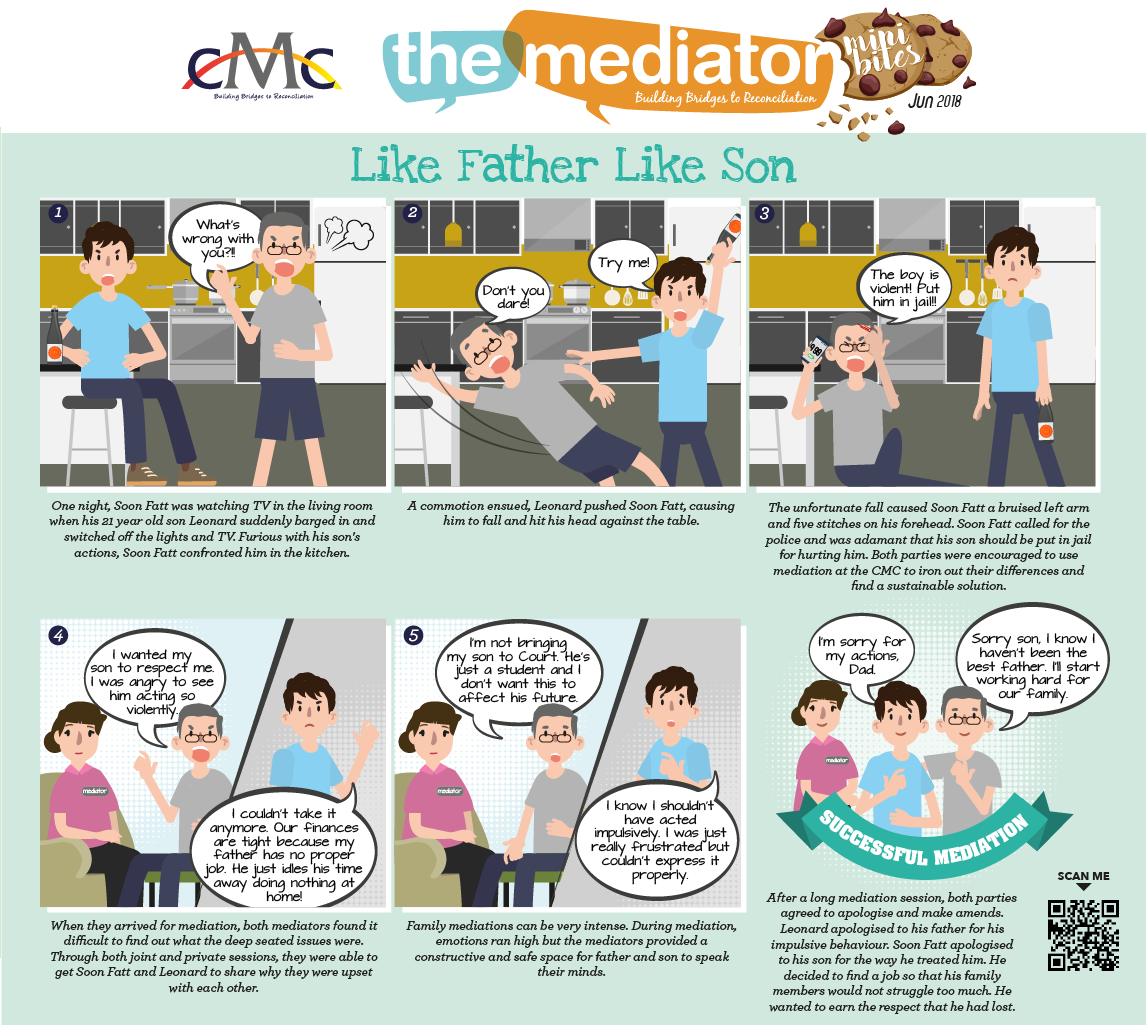 CMC
Building Bridges to Reconciliation
the mediator
Building Bridges to Reconciliation
mini
bites
Jun 2018
Like Father Like Son
1
What's
wrong with
you?!!
One night, Soon Fatt was watching TV in the living room
when his 21 year old son Leonard suddenly barged in and
switched off the lights and TV. Furious with his son's
actions, Soon Fatt confronted him in the kitchen.
2
Don't you
dare!
Try me!
A commotion ensued, Leonard pushed Soon Fatt, causing
him to fall and hit his head against the table.
3
The boy is
violent! Put
him in jail!!!
999
The unfortunate fall caused Soon Fatt a bruised left arm
and five stitches on his forehead. Soon Fatt called for the
police and was adamant that his son should be put in jail
for hurting him. Both parties were encouraged to use
mediation at the CMC to iron out their differences and
find a sustainable solution.
4
I wanted my
son to respect me.
I was angry to see
him acting so
violently.
mediator
I couldn't take it
anymore. Our finances
are tight because my
father has no proper
job. He just idles his time
away doing nothing at
home!
When they arrived for mediation, both mediators found it
difficult to find out what the deep seated issues were.
Through both joint and private sessions, they were able to
get Soon Fatt and Leonard to share why they were upset
with each other.
5
I'm not bringing
my son to Court. He's
just a student and I
don't want this to
affect his future.
mediator
I know I shouldn't
have acted
impulsively. I was just
really frustrated but
couldn't express it
properly.
Family mediations can be very intense. During mediation,
emotions ran high but the mediators provided a
constructive and safe space for father and son to speak
their minds.
I'm sorry for
my actions,
Dad.
Sorry son, I know I
haven't been the
best father. I'll start
working hard for
our family.
mediator
SUCCESSFUL MEDIATION
After a long mediation session, both parties
agreed to apologise and make amends.
Leonard apologised to his father for his
impulsive behaviour. Soon Fatt apologised
to his son for the way he treated him. He
decided to find a job so that his family
members would not struggle too much. He
wanted to earn the respect that he had lost.
SCAN ME